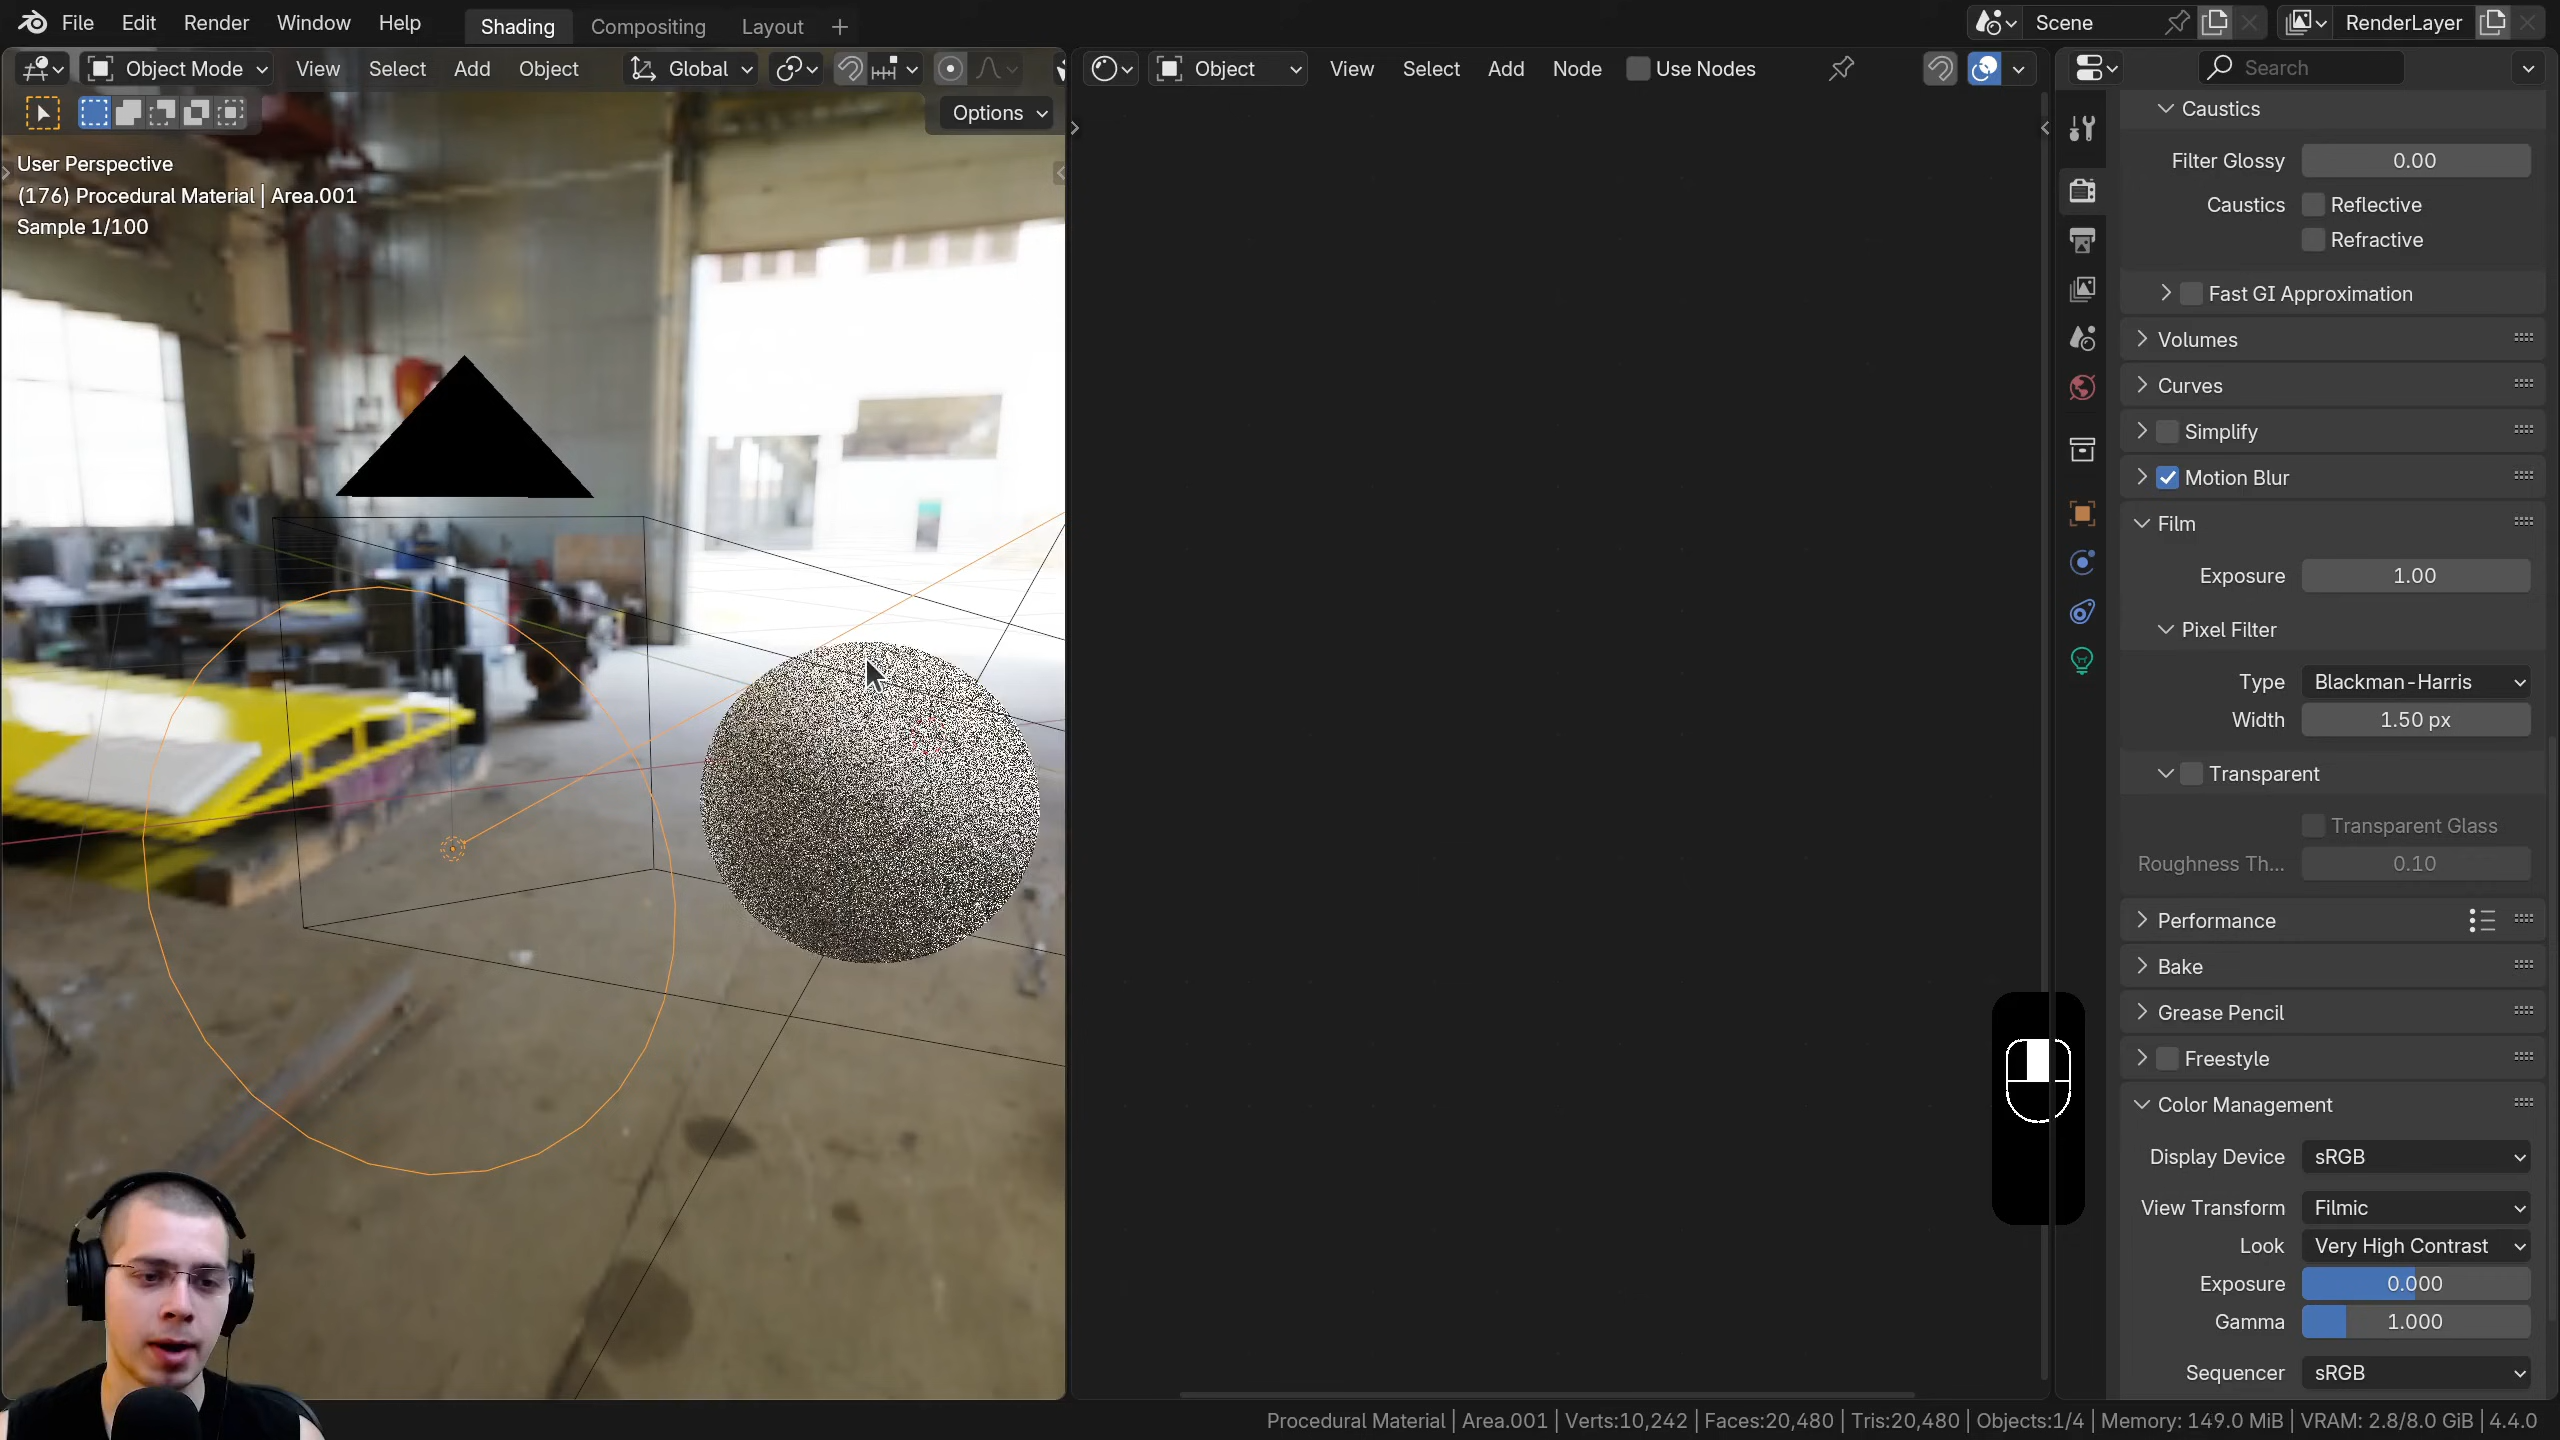 File Edit Render Window Help Shading Compositing Layout + Scene RenderLayer
Object Mode View Select Add Object Global
Options
User Perspective
(176) Procedural Material | Area.001
Sample 1/100
Object View Select Add Node Use Nodes
Search
Caustics
Filter Glossy 0.00
Caustics Reflective
Refractive
Fast GI Approximation
Volumes
Curves
Simplify
Motion Blur
Film
Exposure 1.00
Pixel Filter
Type Blackman-Harris
Width 1.50 px
Transparent
Transparent Glass
Roughness Th... 0.10
Performance
Bake
Grease Pencil
Freestyle
Color Management
Display Device sRGB
View Transform Filmic
Look Very High Contrast
Exposure 0.000
Gamma 1.000
Sequencer sRGB
Procedural Material | Area.001 | Verts:10,242 | Faces:20,480 | Tris:20,480 | Objects:1/4 | Memory: 149.0 MiB | VRAM: 2.8/8.0 GiB | 4.4.0